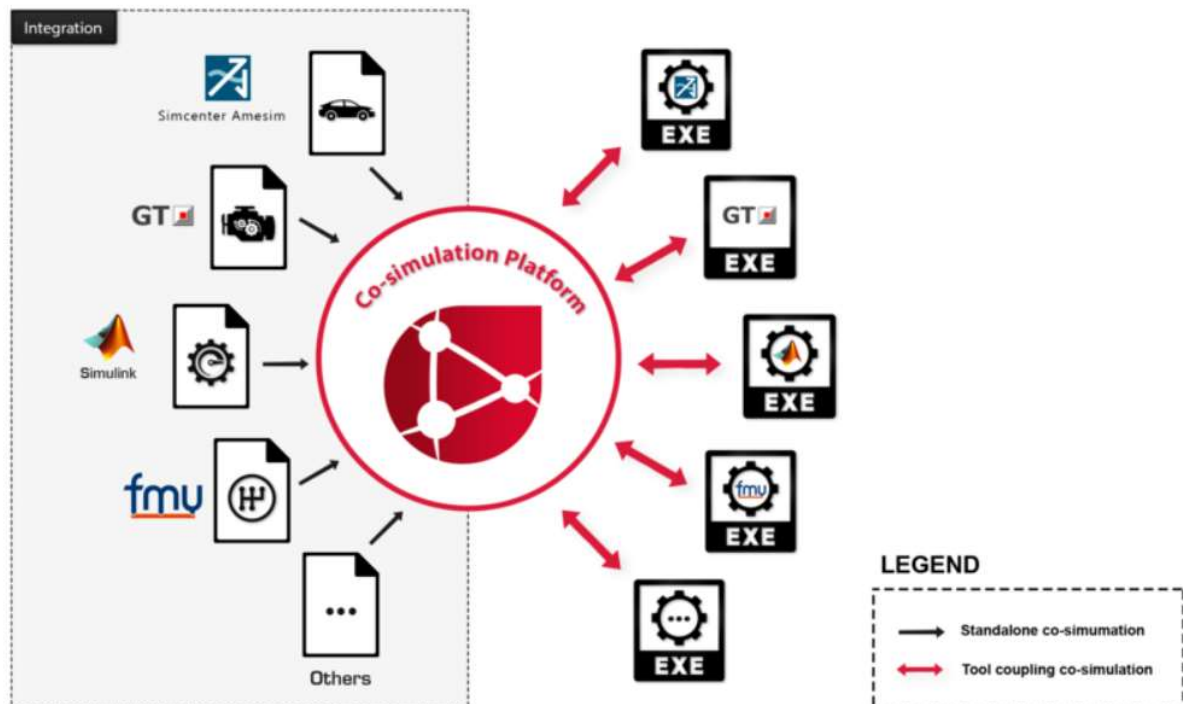 Integration
Simcenter Amesim
GT
Simulink
fmu
Others
Co-simulation Platform
EXE
GT
EXE
EXE
fmu
EXE
EXE
LEGEND
Standalone co-simumation
Tool coupling co-simulation